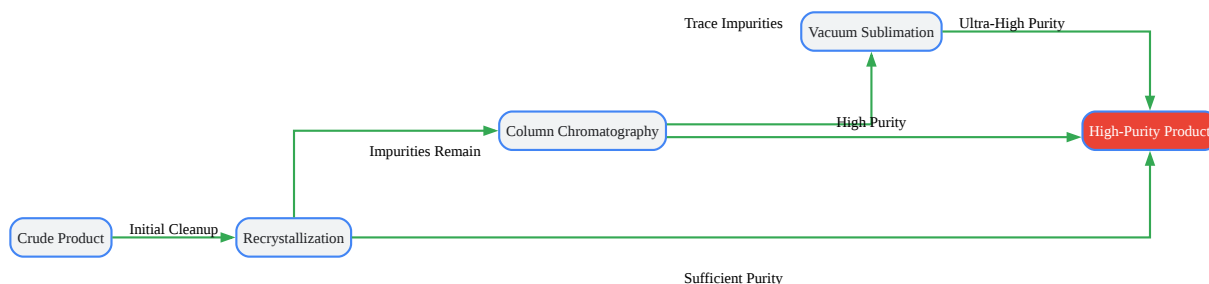 Trace Impurities
Vacuum Sublimation
Ultra-High Purity
Column Chromatography
High Purity
High-Purity Product
Impurities Remain
Crude Product
Initial Cleanup
Recrystallization
Sufficient Purity